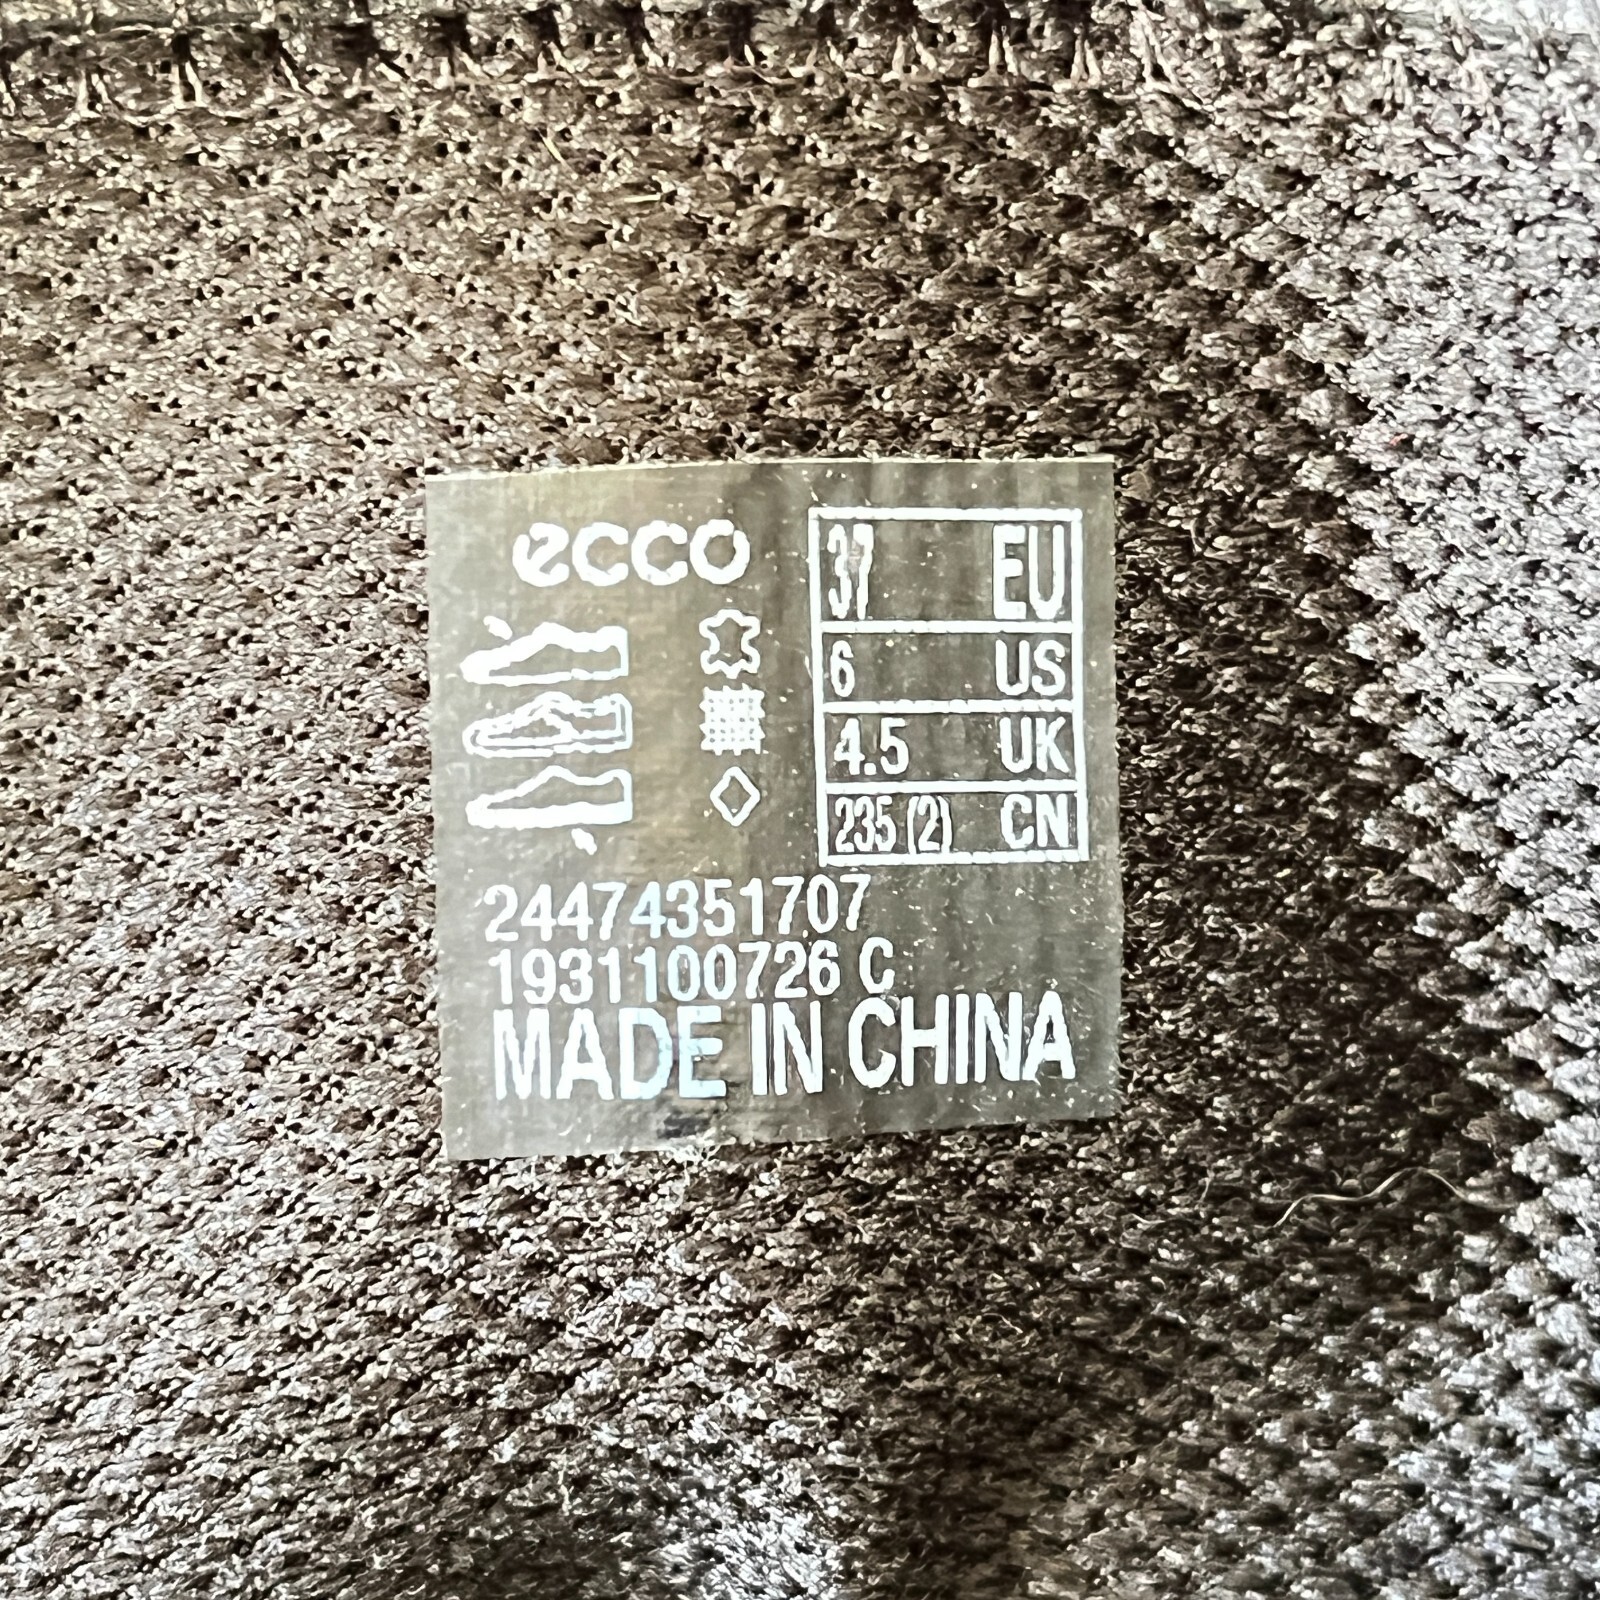 ecco
37 EU
6 US
4.5 UK
235 (2) CN
24474351707
1931100726 C
MADE IN CHINA